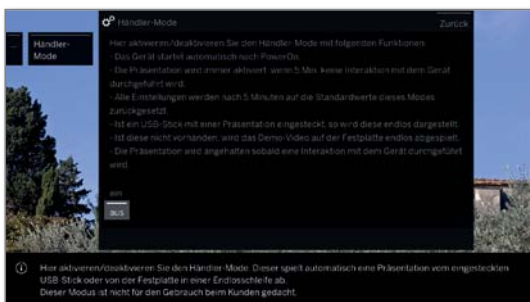 Händler-Mode
Zurück
...
Händler-
Mode
Hier aktivieren/deaktivieren Sie den Händler-Mode mit folgenden Funktionen:
- Das Gerät startet automatisch nach PowerOn.
- Die Präsentation wird immer aktiviert, wenn 5 Min. keine Interaktion mit dem Gerät
durchgeführt wird.
- Alle Einstellungen werden nach 5 Minuten auf die Standardwerte dieses Modes
zurückgesetzt.
- Ist ein USB-Stick mit einer Präsentation eingesteckt, so wird diese endlos dargestellt.
- Ist diese nicht vorhanden, wird das Demo-Video auf der Festplatte endlos abgespielt.
- Die Präsentation wird angehalten sobald eine Interaktion mit dem Gerät durchgeführt
wird.
aus
aus
Hier aktivieren/deaktivieren Sie den Händler-Mode. Dieser spielt automatisch eine Präsentation vom eingesteckten
USB-Stick oder von der Festplatte in einer Endlosschleife ab.
Dieser Modus ist nicht für den Gebrauch beim Kunden gedacht.